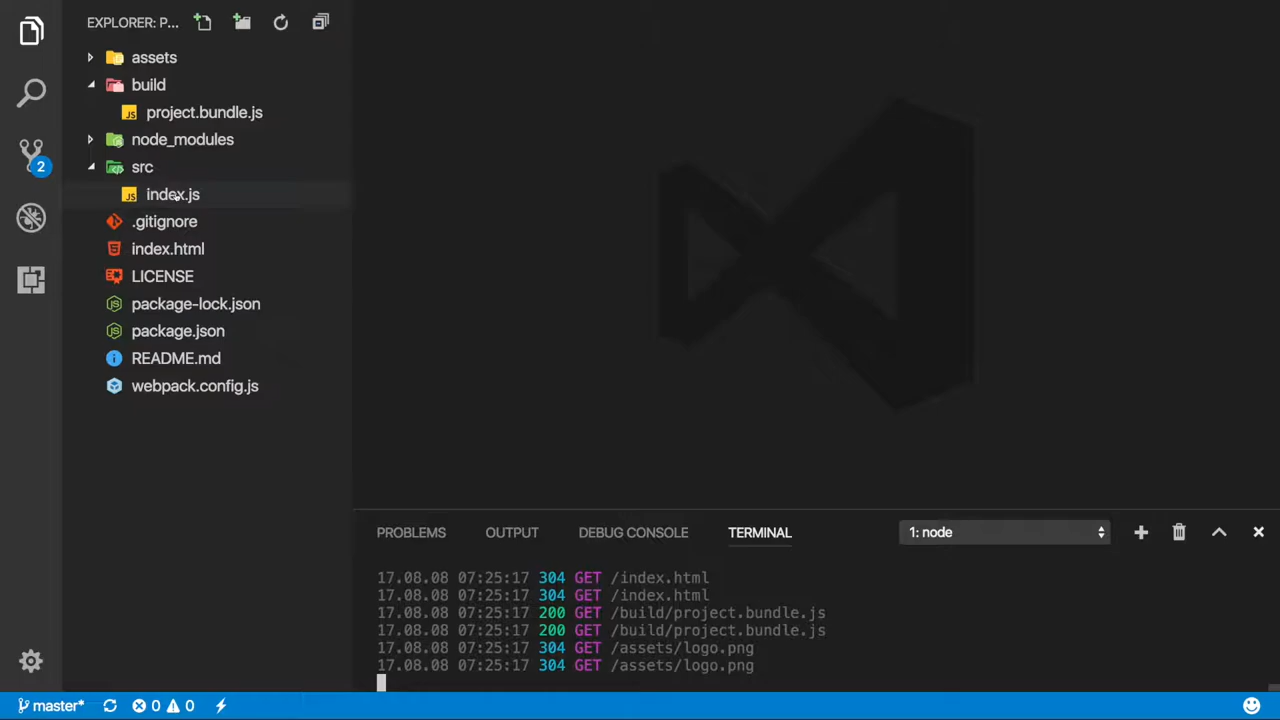 EXPLORER: P...
assets
build
JS project.bundle.js
node_modules
src
JS index.js
.gitignore
index.html
LICENSE
package-lock.json
package.json
README.md
webpack.config.js
2
PROBLEMS OUTPUT DEBUG CONSOLE TERMINAL 1: node
17.08.08 07:25:17 304 GET /index.html
17.08.08 07:25:17 304 GET /index.html
17.08.08 07:25:17 200 GET /build/project.bundle.js
17.08.08 07:25:17 200 GET /build/project.bundle.js
17.08.08 07:25:17 304 GET /assets/logo.png
17.08.08 07:25:17 304 GET /assets/logo.png
master* 0 0